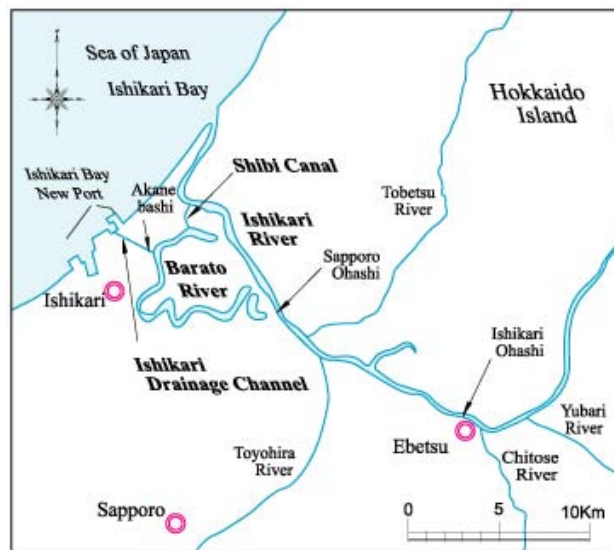 Sea of Japan
Ishikari Bay
Hokkaido
Island
Ishikari Bay
New Port
Akane
bashi
Shibi Canal
Tobetsu
River
Ishikari
River
Barato
River
Sapporo
Ohashi
Ishikari
Ishikari
Drainage Channel
Ishikari
Ohashi
Yubari
River
Ebetsu
Chitose
River
Toyohira
River
Sapporo
0 5 10Km